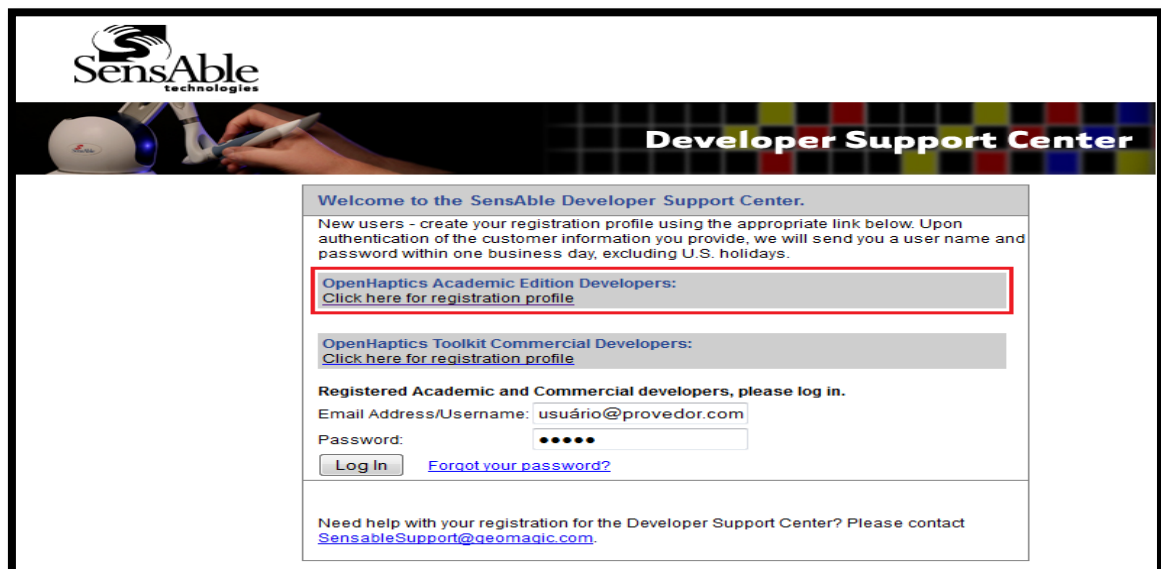 SensAble
technologies
Developer Support Center
Welcome to the SensAble Developer Support Center.
New users - create your registration profile using the appropriate link below. Upon
authentication of the customer information you provide, we will send you a user name and
password within one business day, excluding U.S. holidays.
OpenHaptics Academic Edition Developers:
Click here for registration profile
OpenHaptics Toolkit Commercial Developers:
Click here for registration profile
Registered Academic and Commercial developers, please log in.
Email Address/Username: usuário@provedor.com
Password: •••••
Log In Forgot your password?
Need help with your registration for the Developer Support Center? Please contact
SensableSupport@geomagic.com.